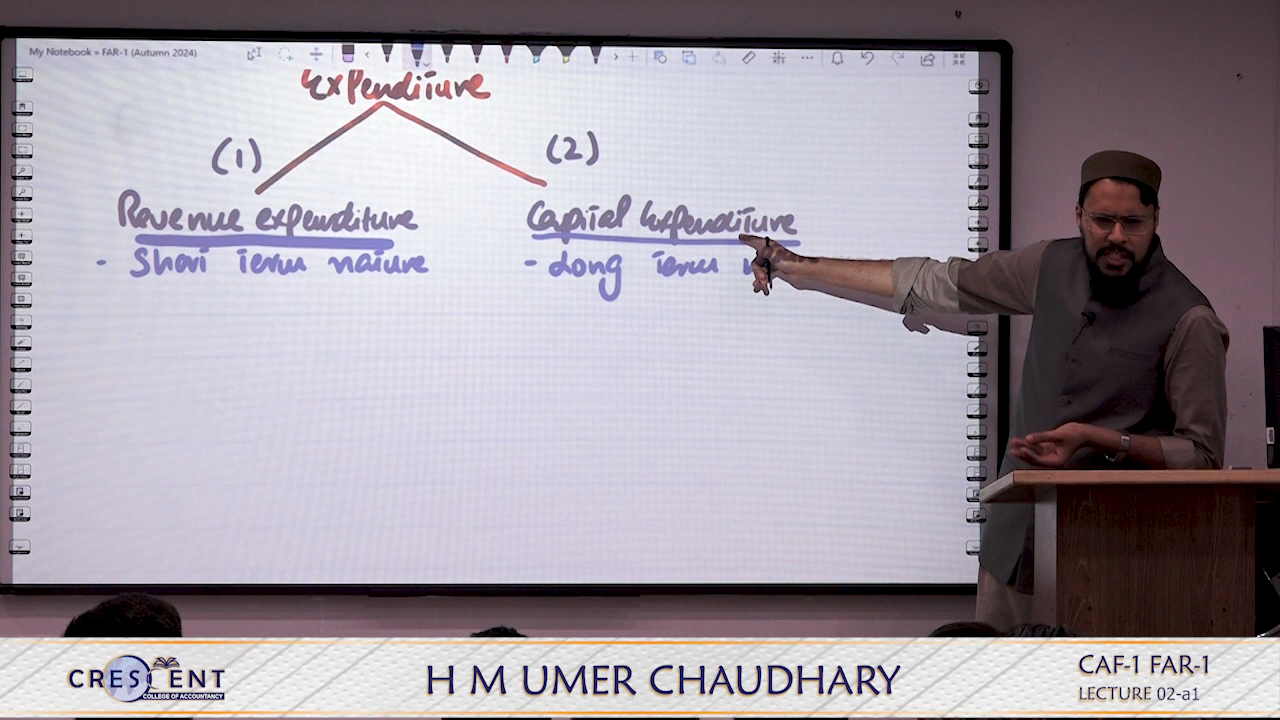 My Notebook » FAR-1 (Autumn 2024)
Expenditure
(1) (2)
Revenue expenditure Capital Expenditure
- Short term nature - Long term
CRESCENT
COLLEGE OF ACCOUNTANCY
H M UMER CHAUDHARY
CAF-1 FAR-1
LECTURE 02-a1